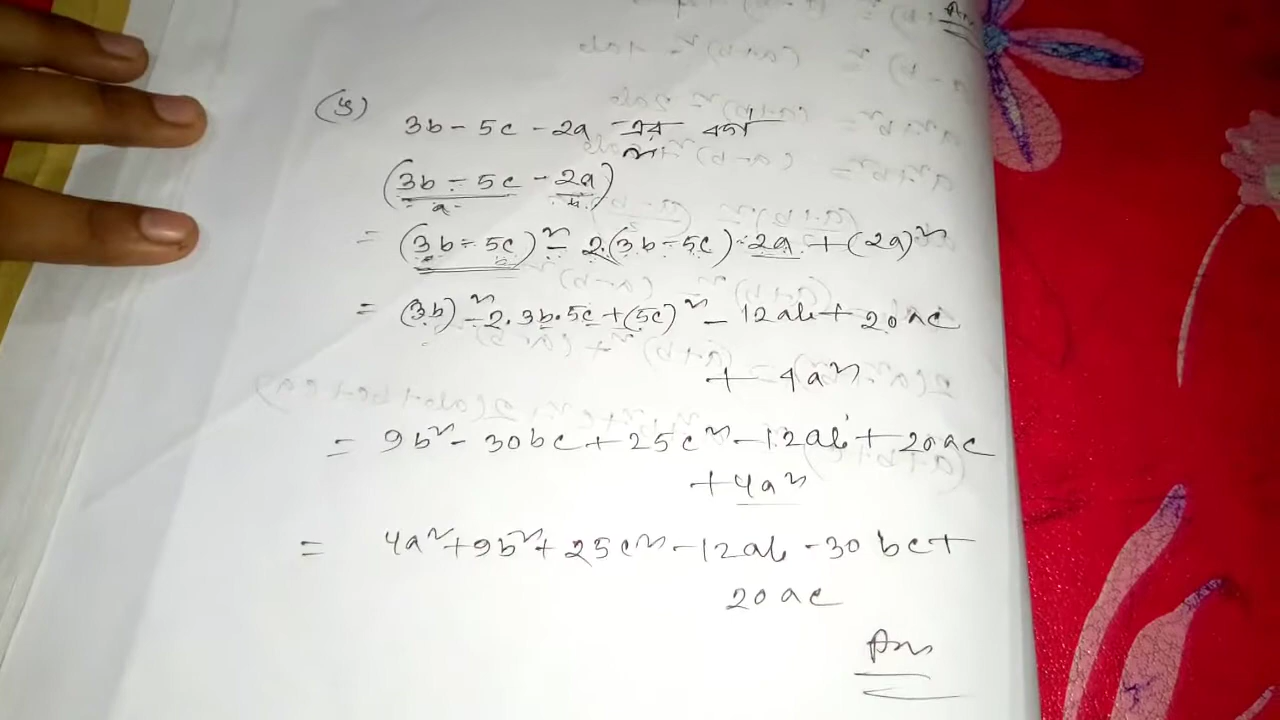 (ঙ)
3b - 5c - 2a এর বর্গ
(3b - 5c - 2a)²
a b
= (3b - 5c)² - 2.(3b - 5c).2a + (2a)²
= (3b)² - 2.3b.5c + (5c)² - 12ab + 20ac
+ 4a²
= 9b² - 30bc + 25c² - 12ab + 20ac
+ 4a²
= 4a² + 9b² + 25c² - 12ab - 30bc +
20ac
Ans